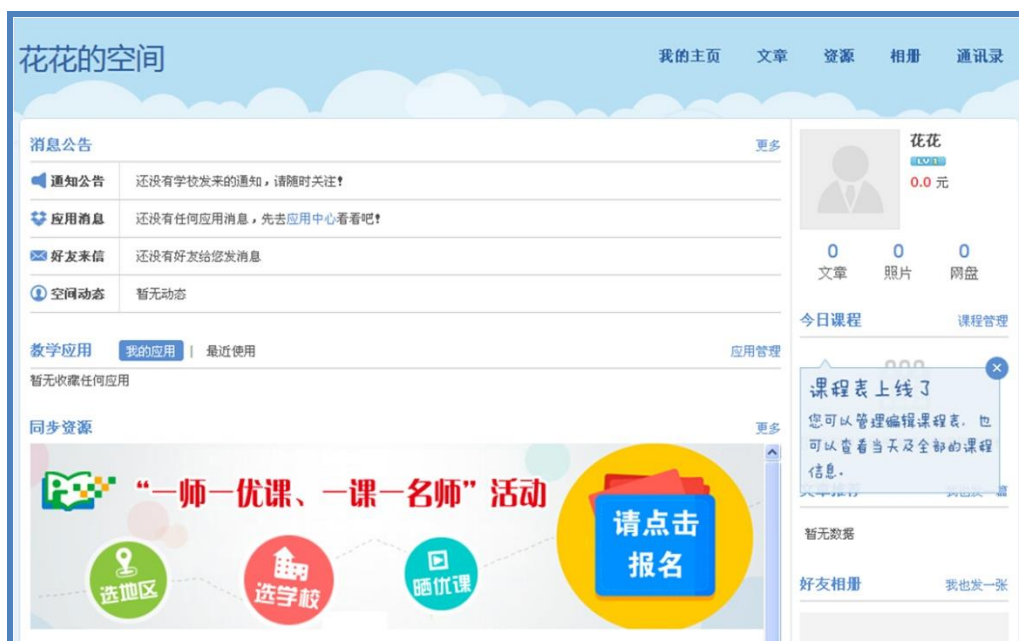 花花的空间
我的主页 文章 资源 相册 通讯录
消息公告 更多
通知公告 还没有学校发来的通知，请随时关注！
应用消息 还没有任何应用消息，先去应用中心看看吧！
好友来信 还没有好友给您发消息
空间动态 暂无动态
教学应用 我的应用 | 最近使用 应用管理
暂无收藏任何应用
同步资源 更多
“一师一优课、一课一名师”活动
选地区
选学校
晒优课
请点击
报名
花花
LV 1
0.0 元
0 0 0
文章 照片 网盘
今日课程 课程管理
课程表上线了
您可以管理编辑课程表，也
可以查看当天及全部的课程
信息。
文章推荐 我也发一篇
暂无数据
好友相册 我也发一张